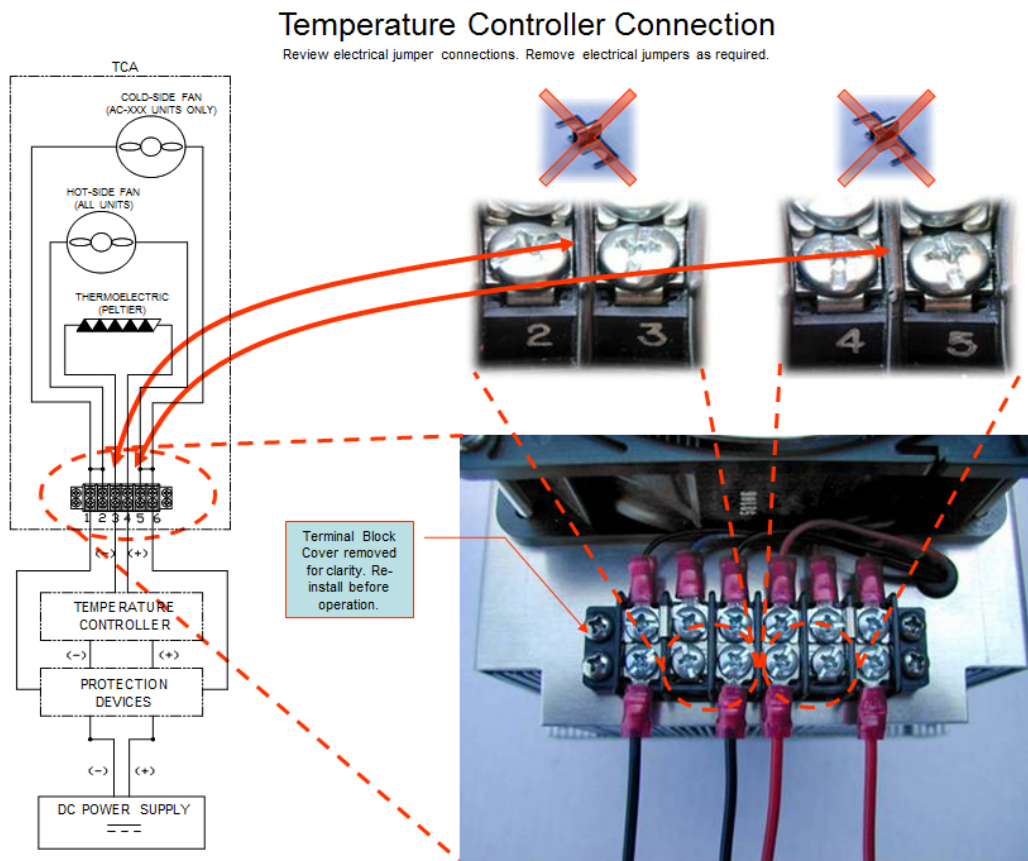 Temperature Controller Connection
Review electrical jumper connections. Remove electrical jumpers as required.
TCA
COLD-SIDE FAN
(AC-XXX UNITS ONLY)
HOT-SIDE FAN
(ALL UNITS)
THERMOELECTRIC
(PELTIER)
1 2 3 4 5 6
(-) (+)
TEMPERATURE
CONTROLLER
(-) (+)
PROTECTION
DEVICES
(-) (+)
DC POWER SUPPLY
2 3
4 5
Terminal Block
Cover removed
for clarity. Re-
install before
operation.